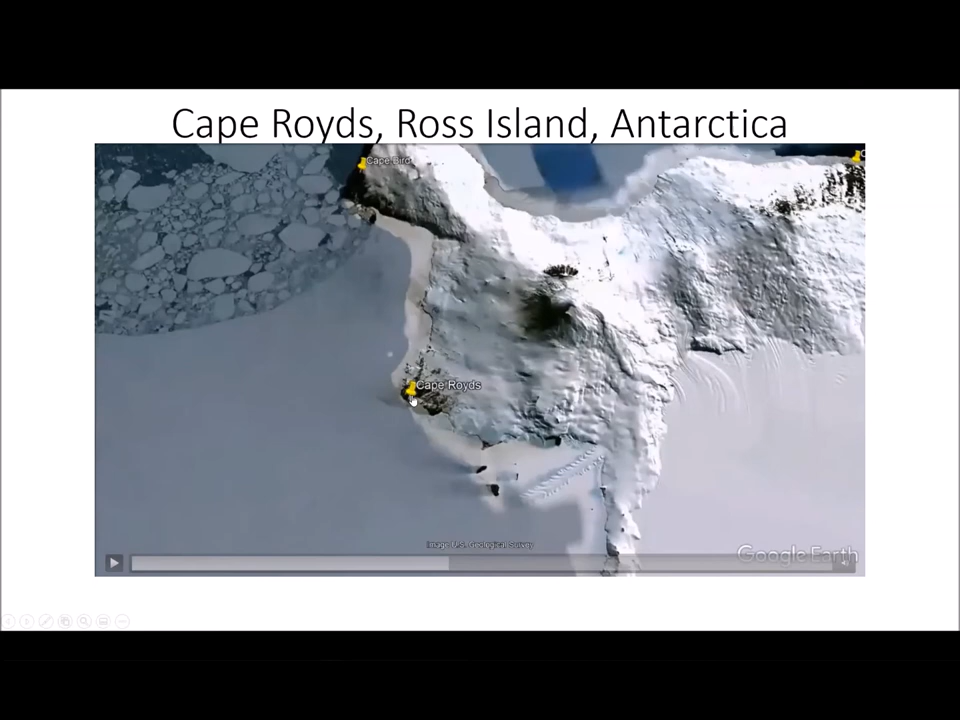 Cape Royds, Ross Island, Antarctica
Cape Bird
C
Cape Royds
Image U.S. Geological Survey
Google Earth